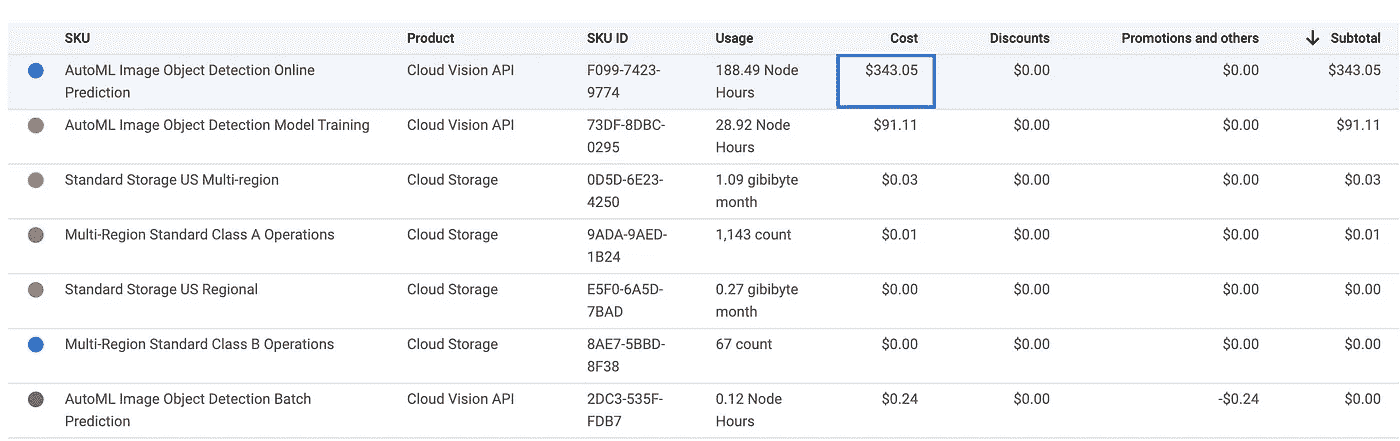 SKU Product SKU ID Usage Cost Discounts Promotions and others ↓ Subtotal
AutoML Image Object Detection Online Cloud Vision API F099-7423- 188.49 Node $343.05 $0.00 $0.00 $343.05
Prediction 9774 Hours
AutoML Image Object Detection Model Training Cloud Vision API 73DF-8DBC- 28.92 Node $91.11 $0.00 $0.00 $91.11
0295 Hours
Standard Storage US Multi-region Cloud Storage 0D5D-6E23- 1.09 gibibyte $0.03 $0.00 $0.00 $0.03
4250 month
Multi-Region Standard Class A Operations Cloud Storage 9ADA-9AED- 1,143 count $0.01 $0.00 $0.00 $0.01
1B24
Standard Storage US Regional Cloud Storage E5F0-6A5D- 0.27 gibibyte $0.00 $0.00 $0.00 $0.00
7BAD month
Multi-Region Standard Class B Operations Cloud Storage 8AE7-5BBD- 67 count $0.00 $0.00 $0.00 $0.00
8F38
AutoML Image Object Detection Batch Cloud Vision API 2DC3-535F- 0.12 Node $0.24 $0.00 -$0.24 $0.00
Prediction FDB7 Hours